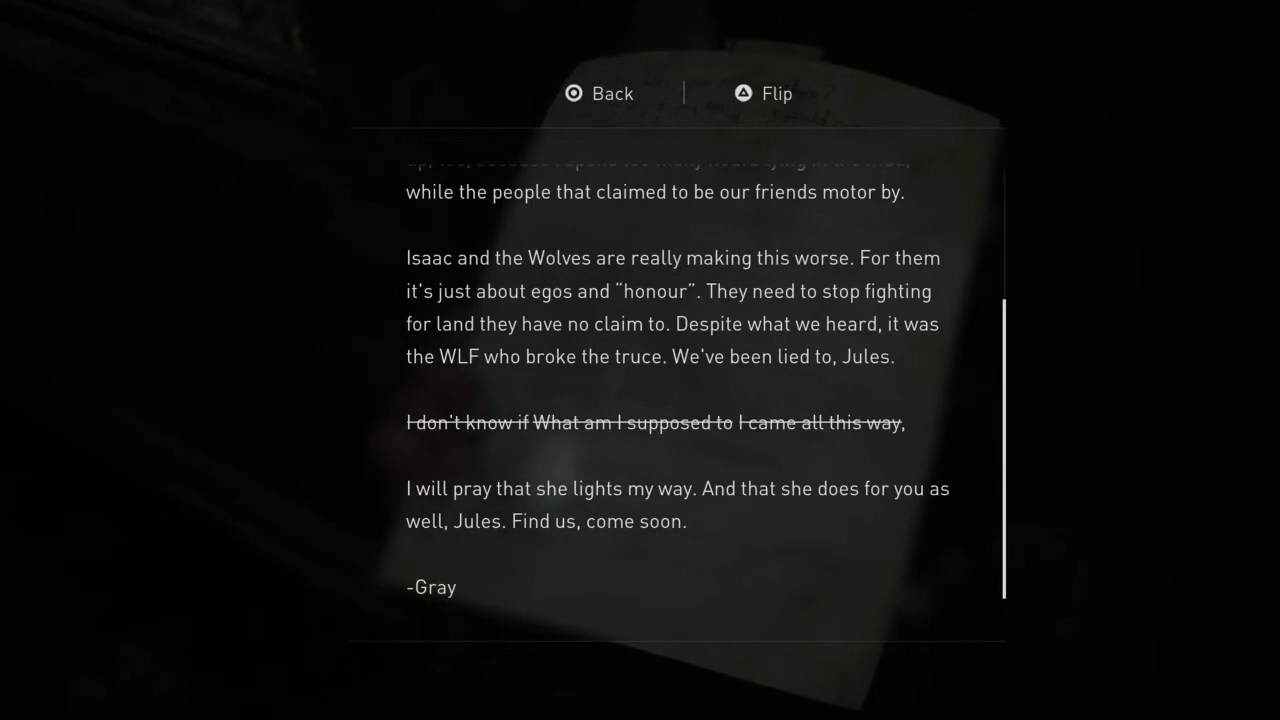 Back | Flip
while the people that claimed to be our friends motor by.
Isaac and the Wolves are really making this worse. For them
it's just about egos and “honour”. They need to stop fighting
for land they have no claim to. Despite what we heard, it was
the WLF who broke the truce. We've been lied to, Jules.
I don't know if What am I supposed to I came all this way,
I will pray that she lights my way. And that she does for you as
well, Jules. Find us, come soon.
-Gray